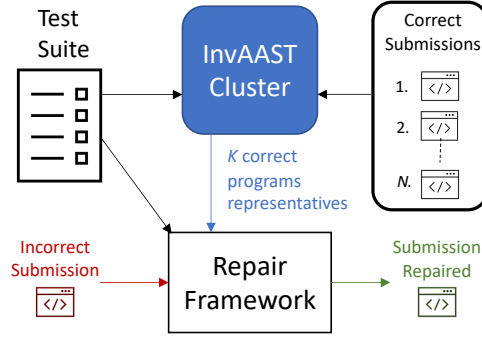 Test
Suite
InvAAST
Cluster
Correct
Submissions
1.
</>
2.
</>
N.
</>
K correct
programs
representatives
Incorrect
Submission
</>
Repair
Framework
Submission
Repaired
</>